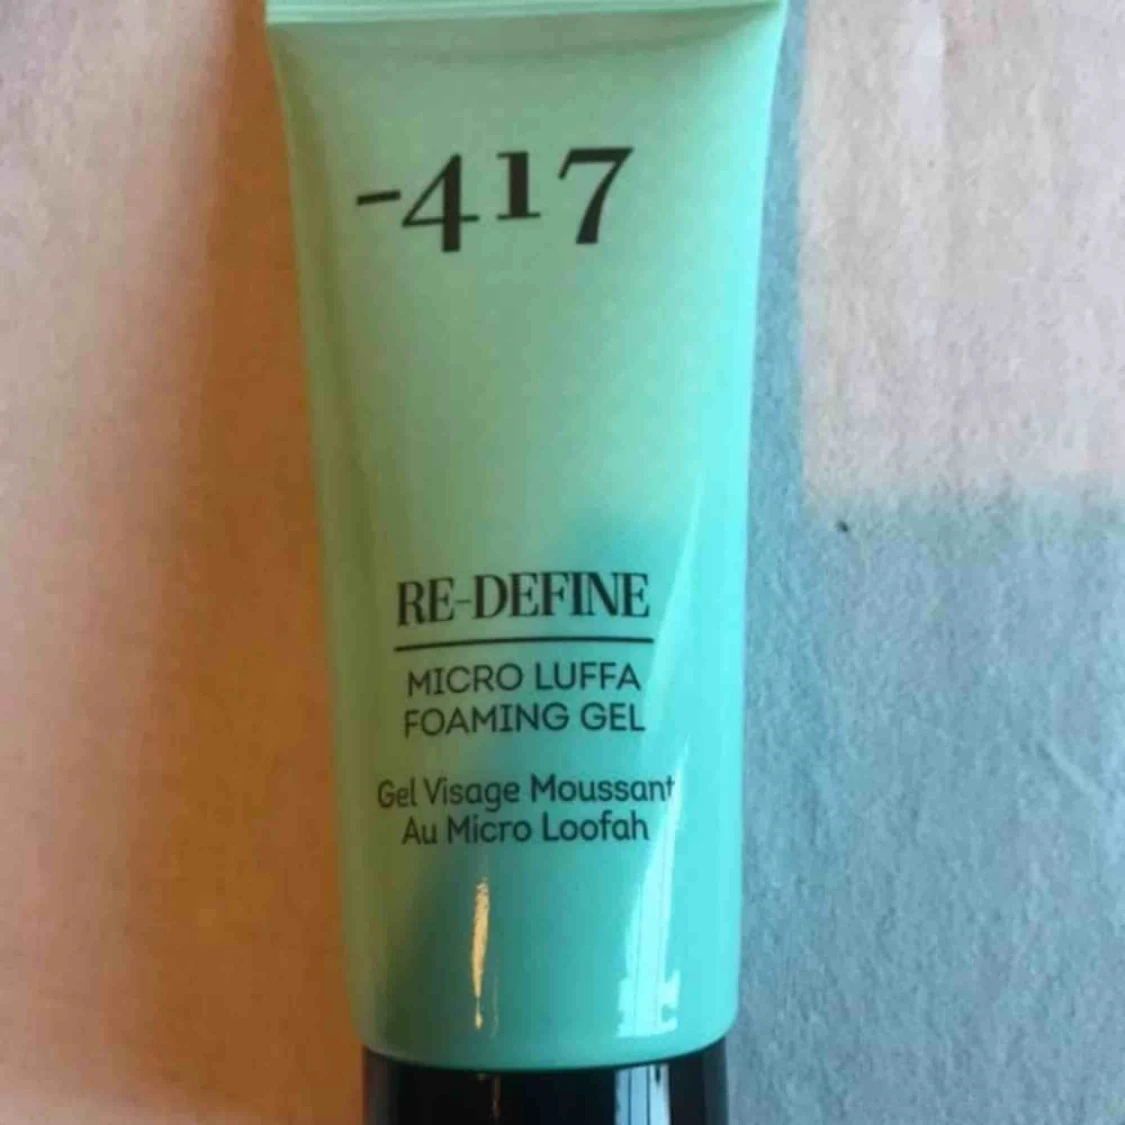 -417
RE-DEFINE
MICRO LUFFA
FOAMING GEL
Gel Visage Moussant
Au Micro Loofah